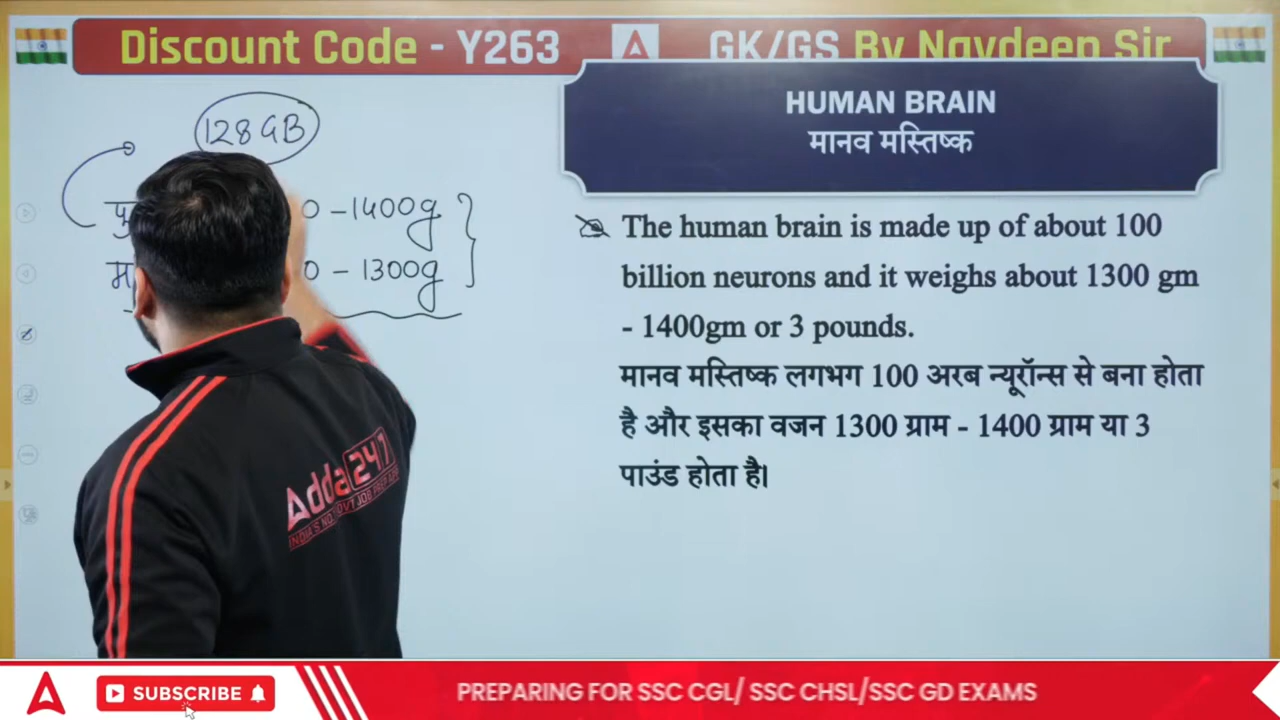 Discount Code - Y263
GK/GS By Navdeep Sir
HUMAN BRAIN
मानव मस्तिष्क
128 GB
0 - 1400g
0 - 1300g
The human brain is made up of about 100
billion neurons and it weighs about 1300 gm
- 1400gm or 3 pounds.
मानव मस्तिष्क लगभग 100 अरब न्यूरॉन्स से बना होता
है और इसका वजन 1300 ग्राम - 1400 ग्राम या 3
पाउंड होता है।
Adda 247
SUBSCRIBE
PREPARING FOR SSC CGL/ SSC CHSL/SSC GD EXAMS